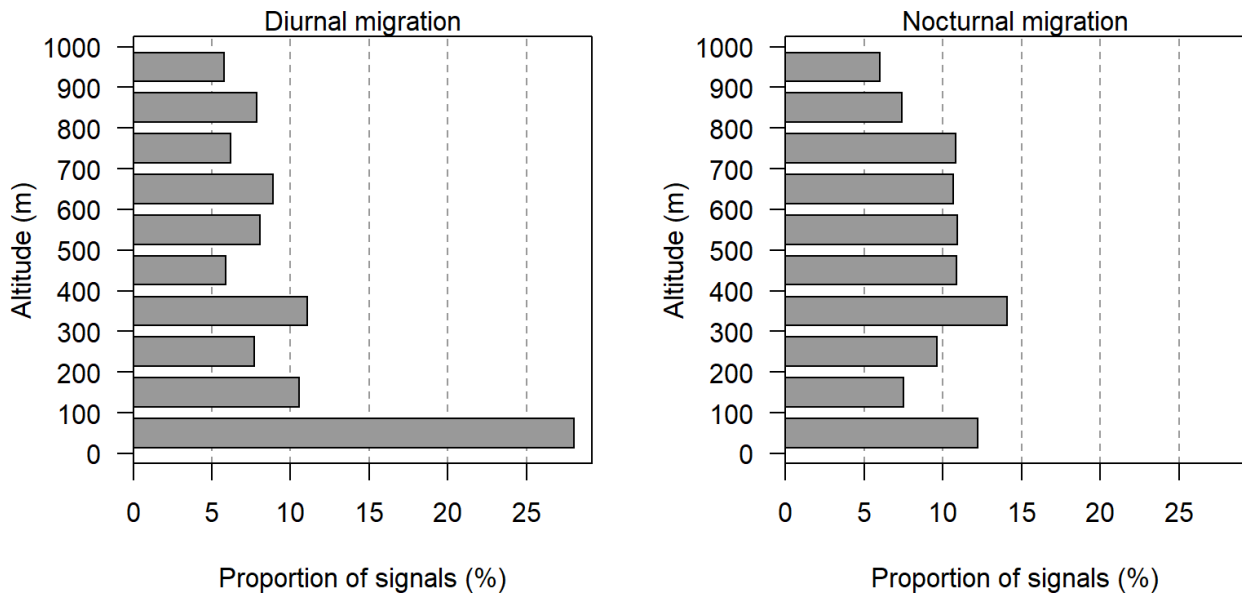 Diurnal migration
Altitude (m)
1000
900
800
700
600
500
400
300
200
100
0
0 5 10 15 20 25
Proportion of signals (%)
Nocturnal migration
Altitude (m)
1000
900
800
700
600
500
400
300
200
100
0
0 5 10 15 20 25
Proportion of signals (%)